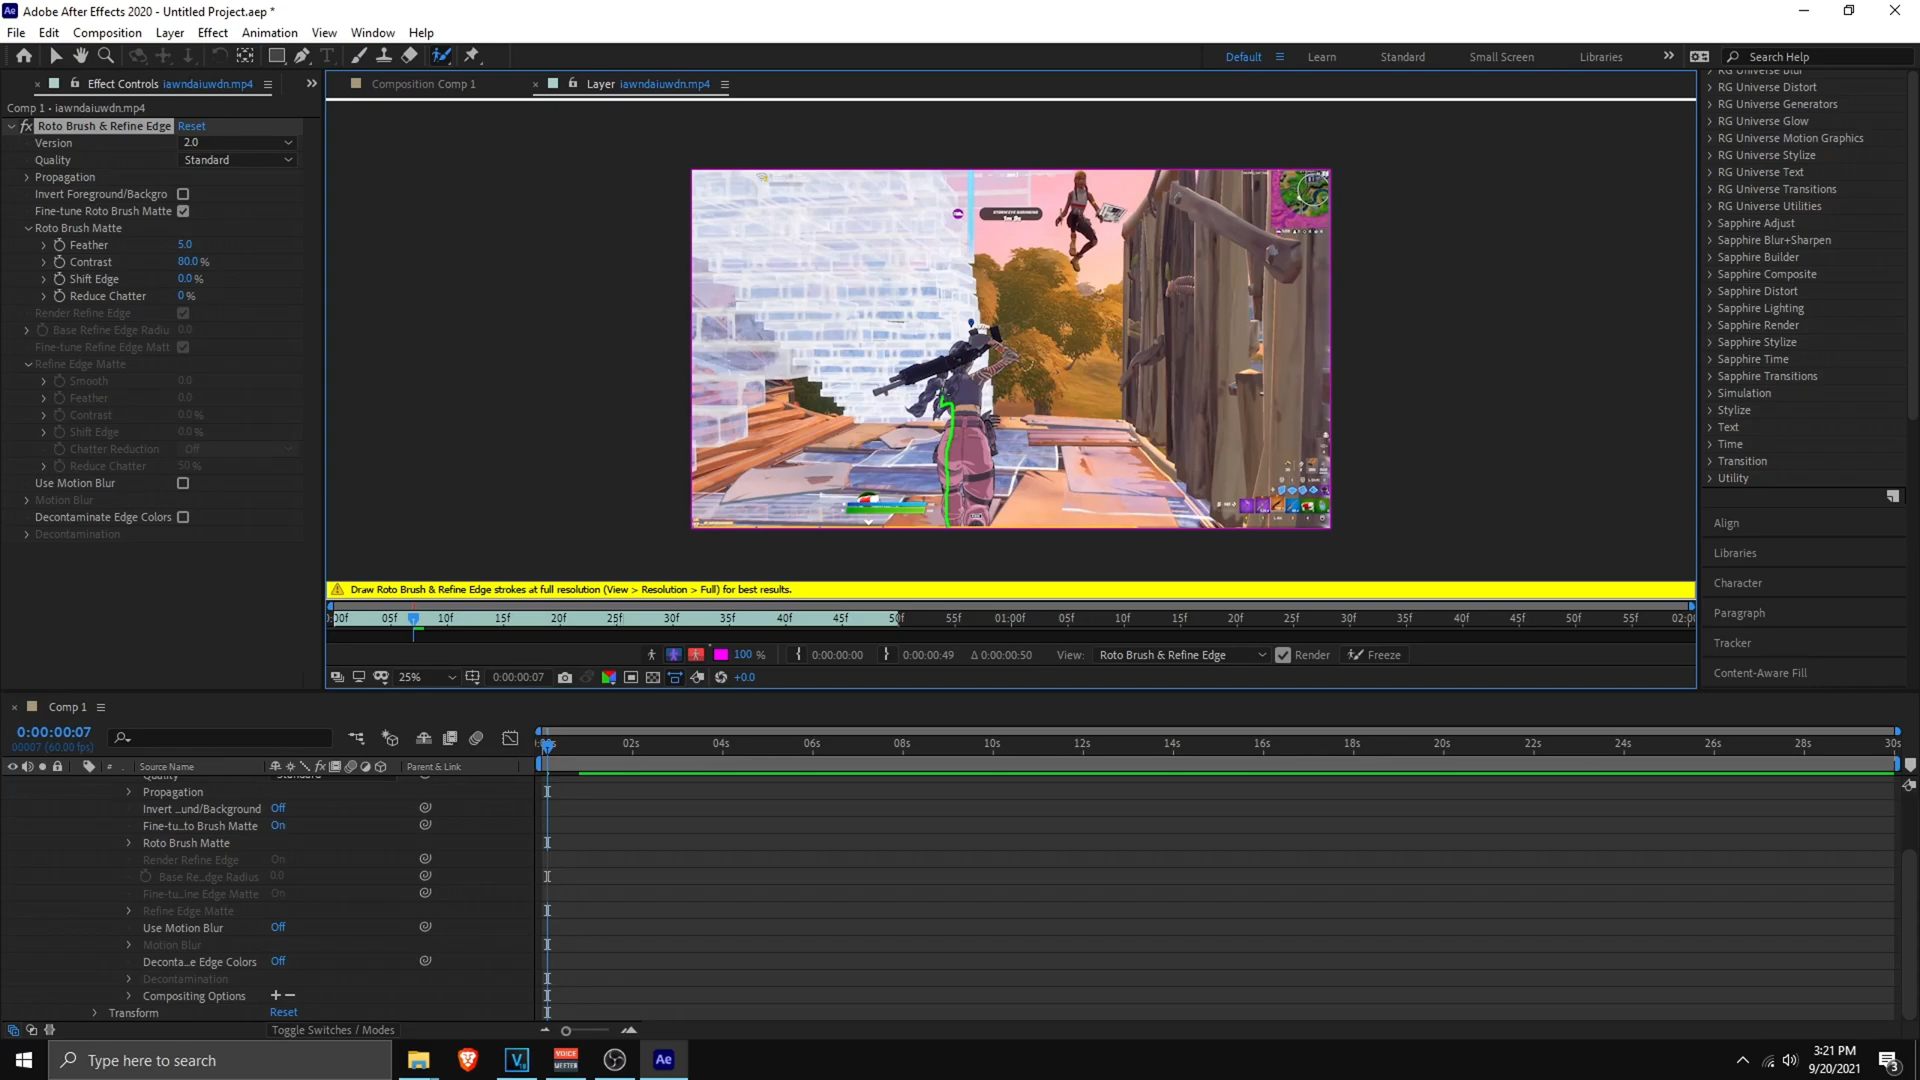 Adobe After Effects 2020 - Untitled Project.aep *
File Edit Composition Layer Effect Animation View Window Help
Default Learn Standard Small Screen Libraries Search Help
Effect Controls iawndaiuwdn.mp4
Composition Comp 1
Layer iawndaiuwdn.mp4
Comp 1 • iawndaiuwdn.mp4
fx Roto Brush & Refine Edge Reset
Version 2.0
Quality Standard
Propagation
Invert Foreground/Backgro
Fine-tune Roto Brush Matte
Roto Brush Matte
Feather 5.0
Contrast 80.0 %
Shift Edge 0.0 %
Reduce Chatter 0 %
Render Refine Edge
Base Refine Edge Radiu 0.0
Fine-tune Refine Edge Matt
Refine Edge Matte
Smooth 0.0
Feather 0.0
Contrast 0.0 %
Shift Edge 0.0 %
Chatter Reduction Off
Reduce Chatter 50 %
Use Motion Blur
Motion Blur
Decontaminate Edge Colors
Decontamination
RG Universe Blur
RG Universe Distort
RG Universe Generators
RG Universe Glow
RG Universe Motion Graphics
RG Universe Stylize
RG Universe Text
RG Universe Transitions
RG Universe Utilities
Sapphire Adjust
Sapphire Blur+Sharpen
Sapphire Builder
Sapphire Composite
Sapphire Distort
Sapphire Lighting
Sapphire Render
Sapphire Stylize
Sapphire Time
Sapphire Transitions
Simulation
Stylize
Text
Time
Transition
Utility
Align
Libraries
Character
Paragraph
Tracker
Content-Aware Fill
Draw Roto Brush & Refine Edge strokes at full resolution (View > Resolution > Full) for best results.
:00f 05f 10f 15f 20f 25f 30f 35f 40f 45f 50f 55f 01:00f 05f 10f 15f 20f 25f 30f 35f 40f 45f 50f 55f 02:00
100 % 0:00:00:00 0:00:00:49 Δ 0:00:00:50 View: Roto Brush & Refine Edge Render Freeze
25% 0:00:00:07 +0.0
Comp 1
0:00:00:07
00007 (60.00 fps)
02s 04s 06s 08s 10s 12s 14s 16s 18s 20s 22s 24s 26s 28s 30s
# Source Name fx Parent & Link
Quality Standard
Propagation
Invert ...und/Background Off
Fine-tu...to Brush Matte On
Roto Brush Matte
Render Refine Edge On
Base Re...dge Radius 0.0
Fine-tu...ine Edge Matte On
Refine Edge Matte
Use Motion Blur Off
Motion Blur
Deconta...e Edge Colors Off
Decontamination
Compositing Options + −
Transform Reset
Toggle Switches / Modes
Type here to search
VOICE
MEETER
Ae
3:21 PM
9/20/2021
3